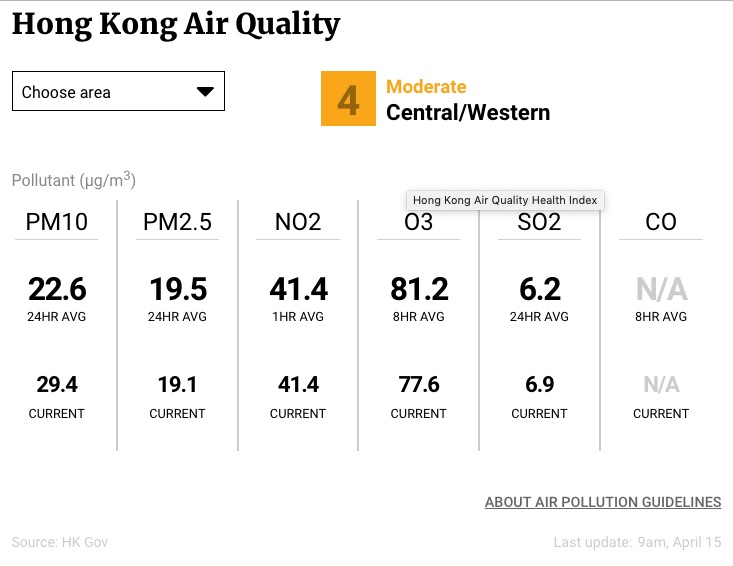 Hong Kong Air Quality
Choose area
4
Moderate
Central/Western
Pollutant (µg/m³)
Hong Kong Air Quality Health Index
PM10 PM2.5 NO2 O3 SO2 CO
22.6 19.5 41.4 81.2 6.2 N/A
24HR AVG 24HR AVG 1HR AVG 8HR AVG 24HR AVG 8HR AVG
29.4 19.1 41.4 77.6 6.9 N/A
CURRENT CURRENT CURRENT CURRENT CURRENT CURRENT
ABOUT AIR POLLUTION GUIDELINES
Source: HK Gov Last update: 9am, April 15